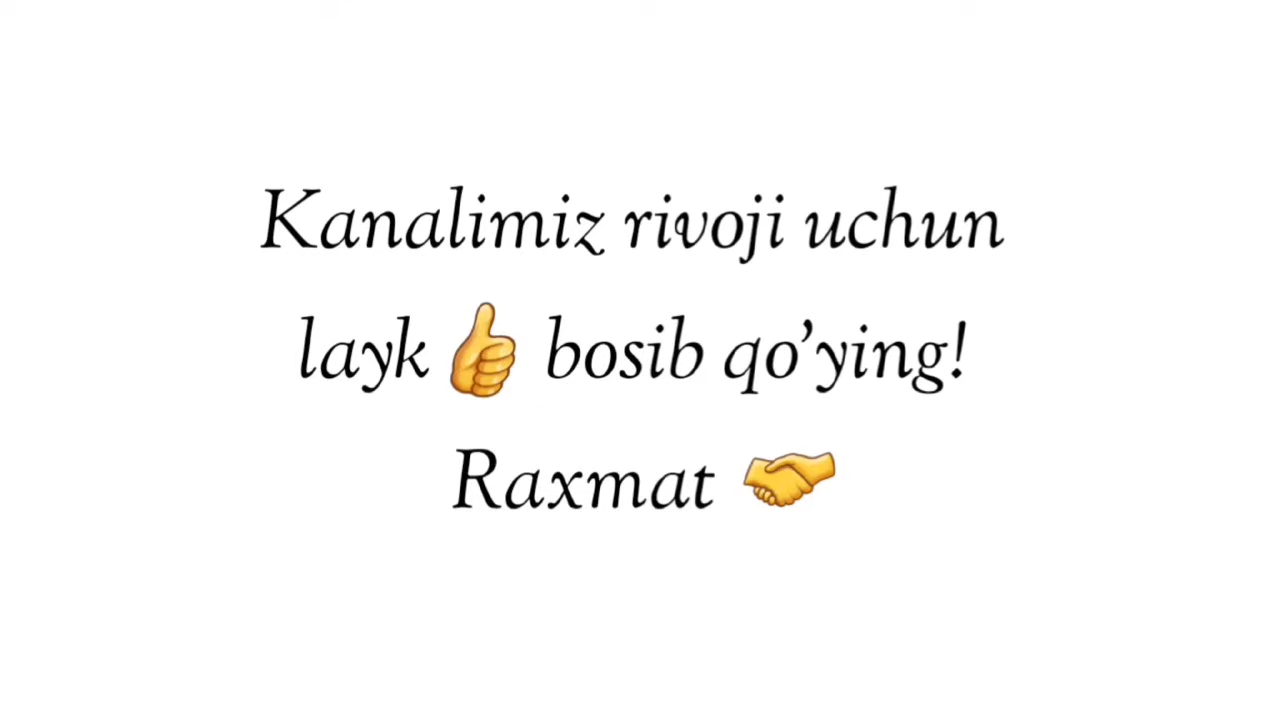 Kanalimiz rivoji uchun
layk👍 bosib qo’ying!
Raxmat 🤝